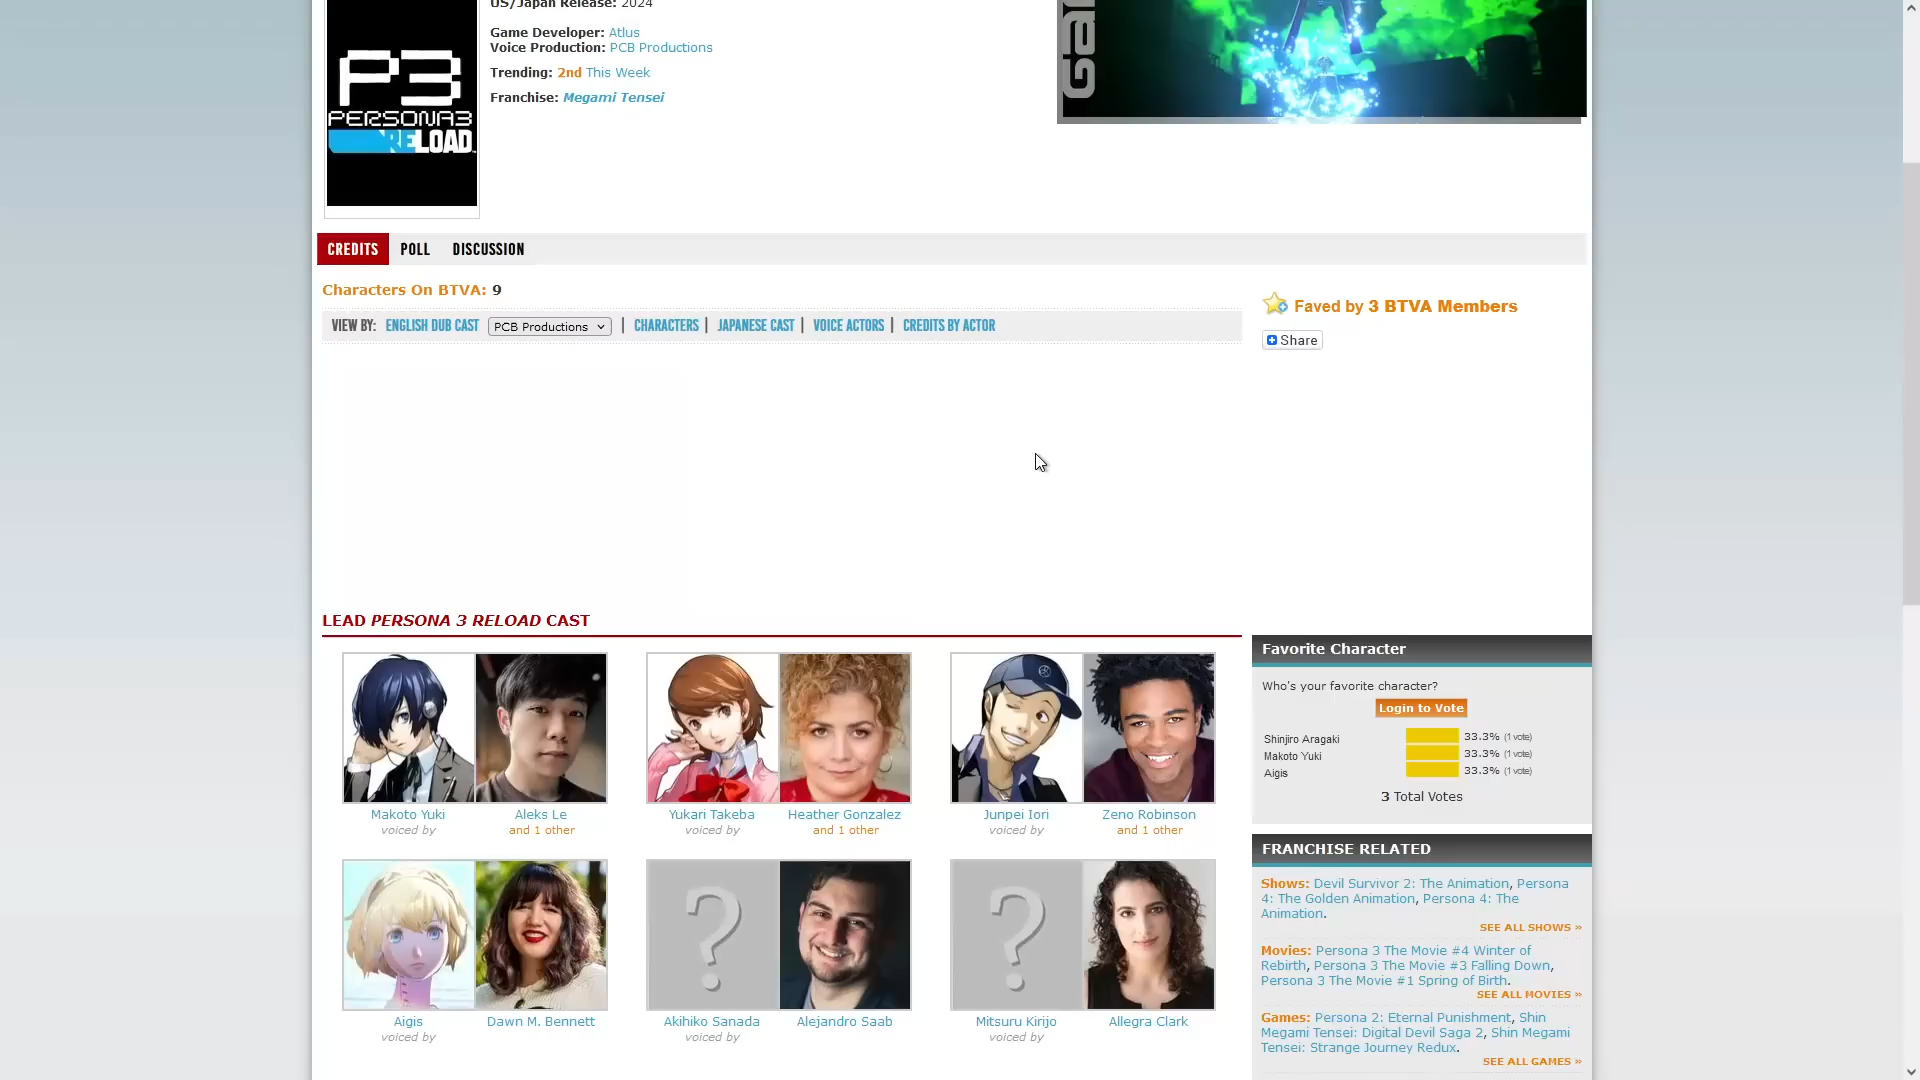 US/Japan Release: 2024
Game Developer: Atlus
Voice Production: PCB Productions
Trending: 2nd This Week
Franchise: Megami Tensei
P3
PERSONA3
RELOAD
CREDITS POLL DISCUSSION
Characters On BTVA: 9
VIEW BY: ENGLISH DUB CAST PCB Productions | CHARACTERS | JAPANESE CAST | VOICE ACTORS | CREDITS BY ACTOR
Faved by 3 BTVA Members
Share
LEAD PERSONA 3 RELOAD CAST
Makoto Yuki Aleks Le Yukari Takeba Heather Gonzalez Junpei Iori Zeno Robinson
voiced by and 1 other voiced by and 1 other voiced by and 1 other
Aigis Dawn M. Bennett Akihiko Sanada Alejandro Saab Mitsuru Kirijo Allegra Clark
voiced by voiced by voiced by
Favorite Character
Who's your favorite character?
Login to Vote
Shinjiro Aragaki 33.3% (1 vote)
Makoto Yuki 33.3% (1 vote)
Aigis 33.3% (1 vote)
3 Total Votes
FRANCHISE RELATED
Shows: Devil Survivor 2: The Animation, Persona
4: The Golden Animation, Persona 4: The
Animation.
SEE ALL SHOWS »
Movies: Persona 3 The Movie #4 Winter of
Rebirth, Persona 3 The Movie #3 Falling Down,
Persona 3 The Movie #1 Spring of Birth.
SEE ALL MOVIES »
Games: Persona 2: Eternal Punishment, Shin
Megami Tensei: Digital Devil Saga 2, Shin Megami
Tensei: Strange Journey Redux.
SEE ALL GAMES »